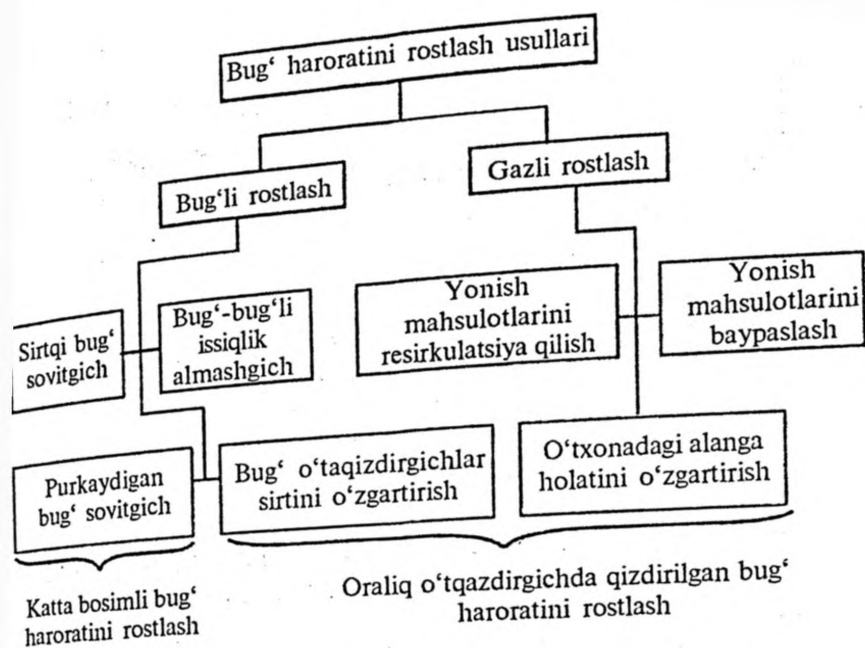 Bug‘ haroratini rostlash usullari
Bug‘li rostlash
Gazli rostlash
Sirtqi bug‘
sovitgich
Bug‘-bug‘li
issiqlik
almashgich
Yonish
mahsulotlarini
resirkulatsiya qilish
Yonish
mahsulotlarini
baypaslash
Purkaydigan
bug‘ sovitgich
Bug‘ o‘taqizdirgichlar
sirtini o‘zgartirish
O‘txonadagi alanga
holatini o‘zgartirish
Katta bosimli bug‘
haroratini rostlash
Oraliq o‘tqazdirgichda qizdirilgan bug‘
haroratini rostlash